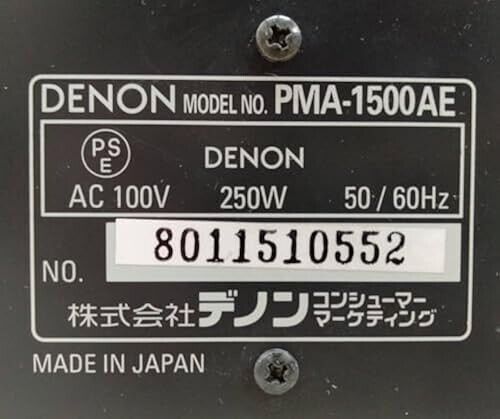 DENON MODEL NO. PMA-1500AE
PS
E
DENON
AC 100V 250W 50/60Hz
NO. 8011510552
株式会社デノン コンシューマー
マーケティング
MADE IN JAPAN